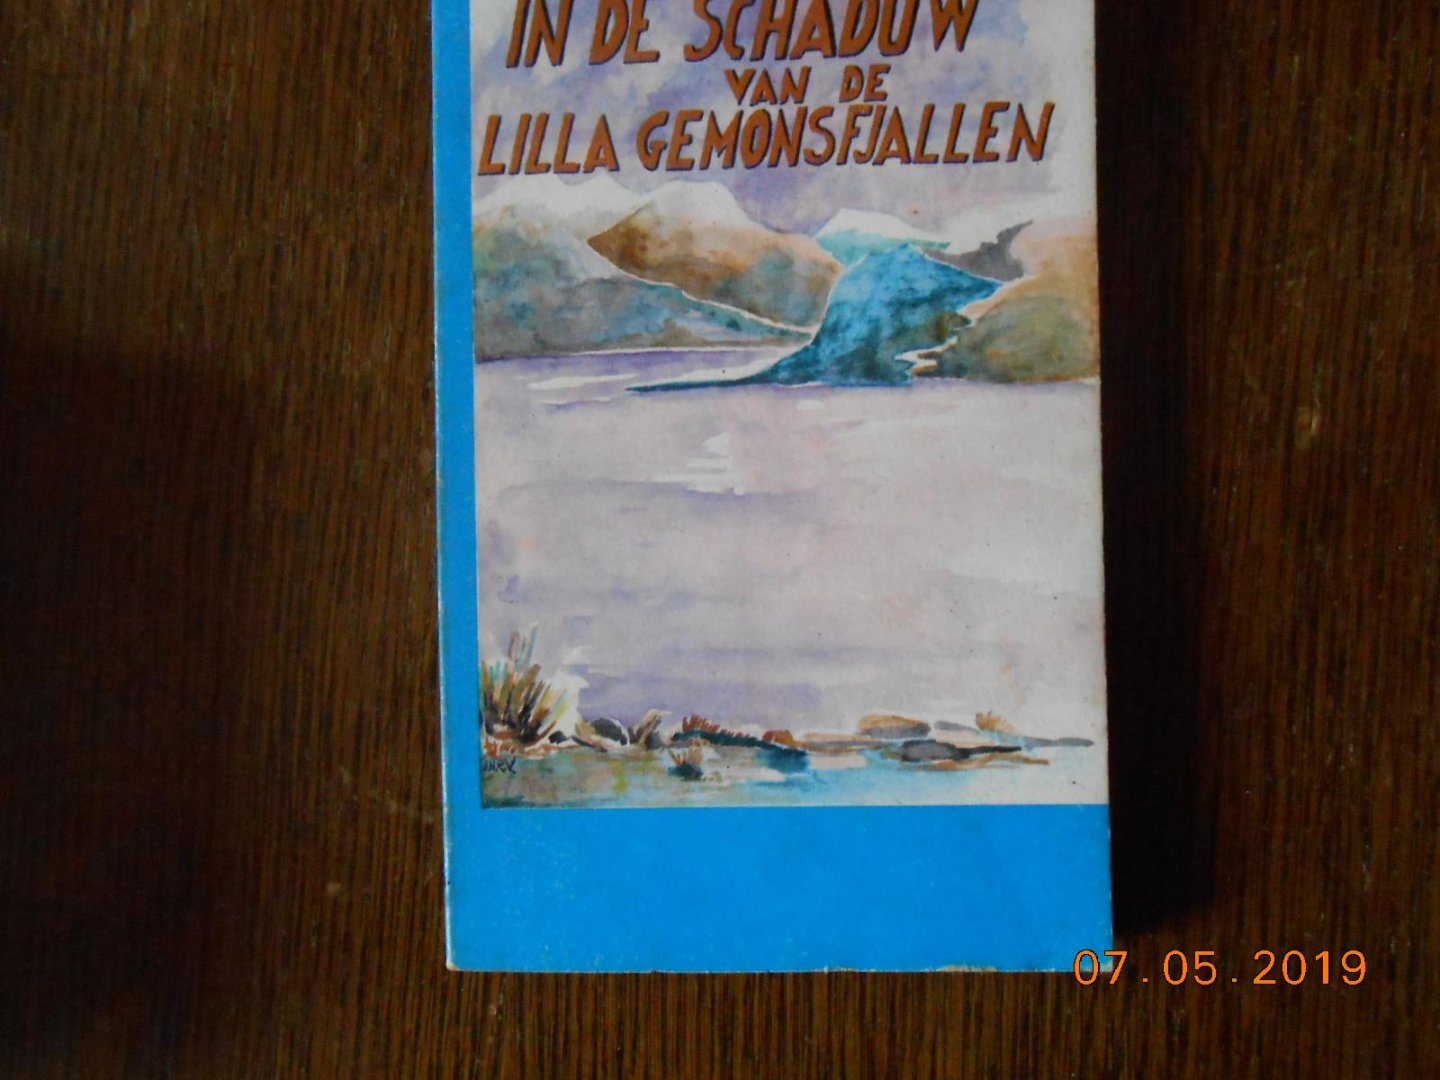 IN DE SCHADUW
VAN DE
LILLA GEMONSFJALLEN
07.05.2019